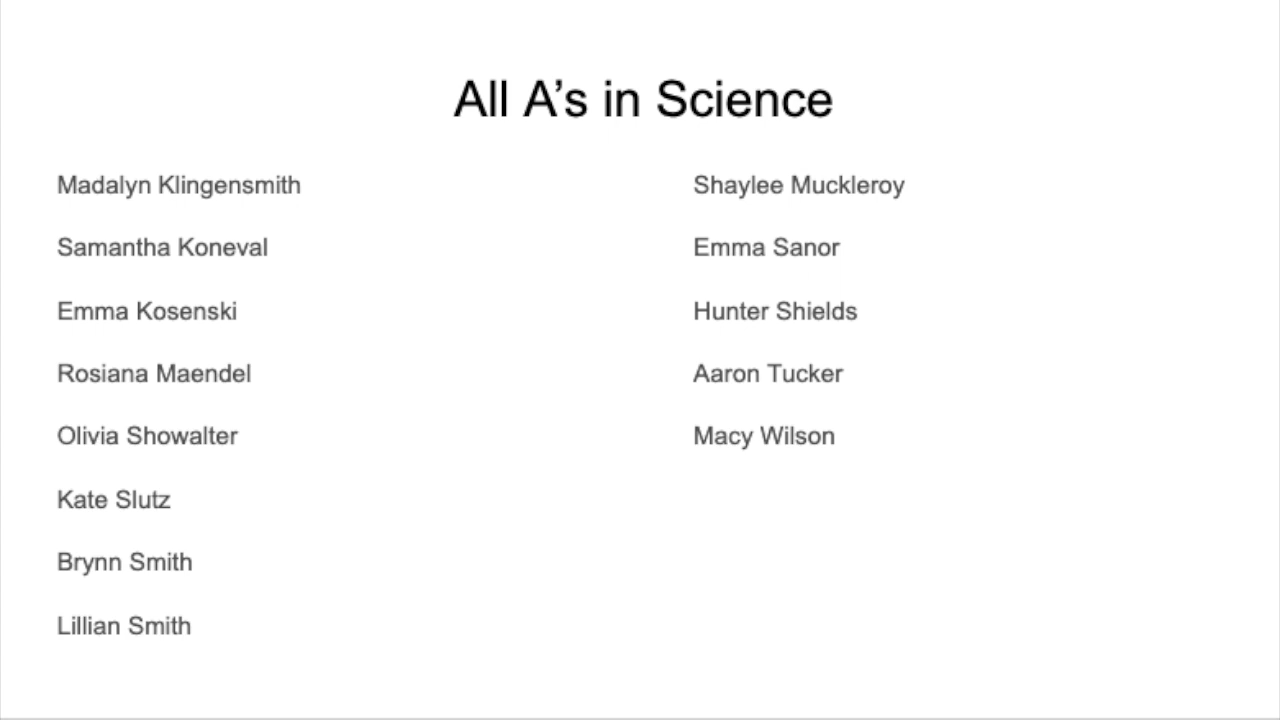 All A’s in Science
Madalyn Klingensmith
Samantha Koneval
Emma Kosenski
Rosiana Maendel
Olivia Showalter
Kate Slutz
Brynn Smith
Lillian Smith
Shaylee Muckleroy
Emma Sanor
Hunter Shields
Aaron Tucker
Macy Wilson